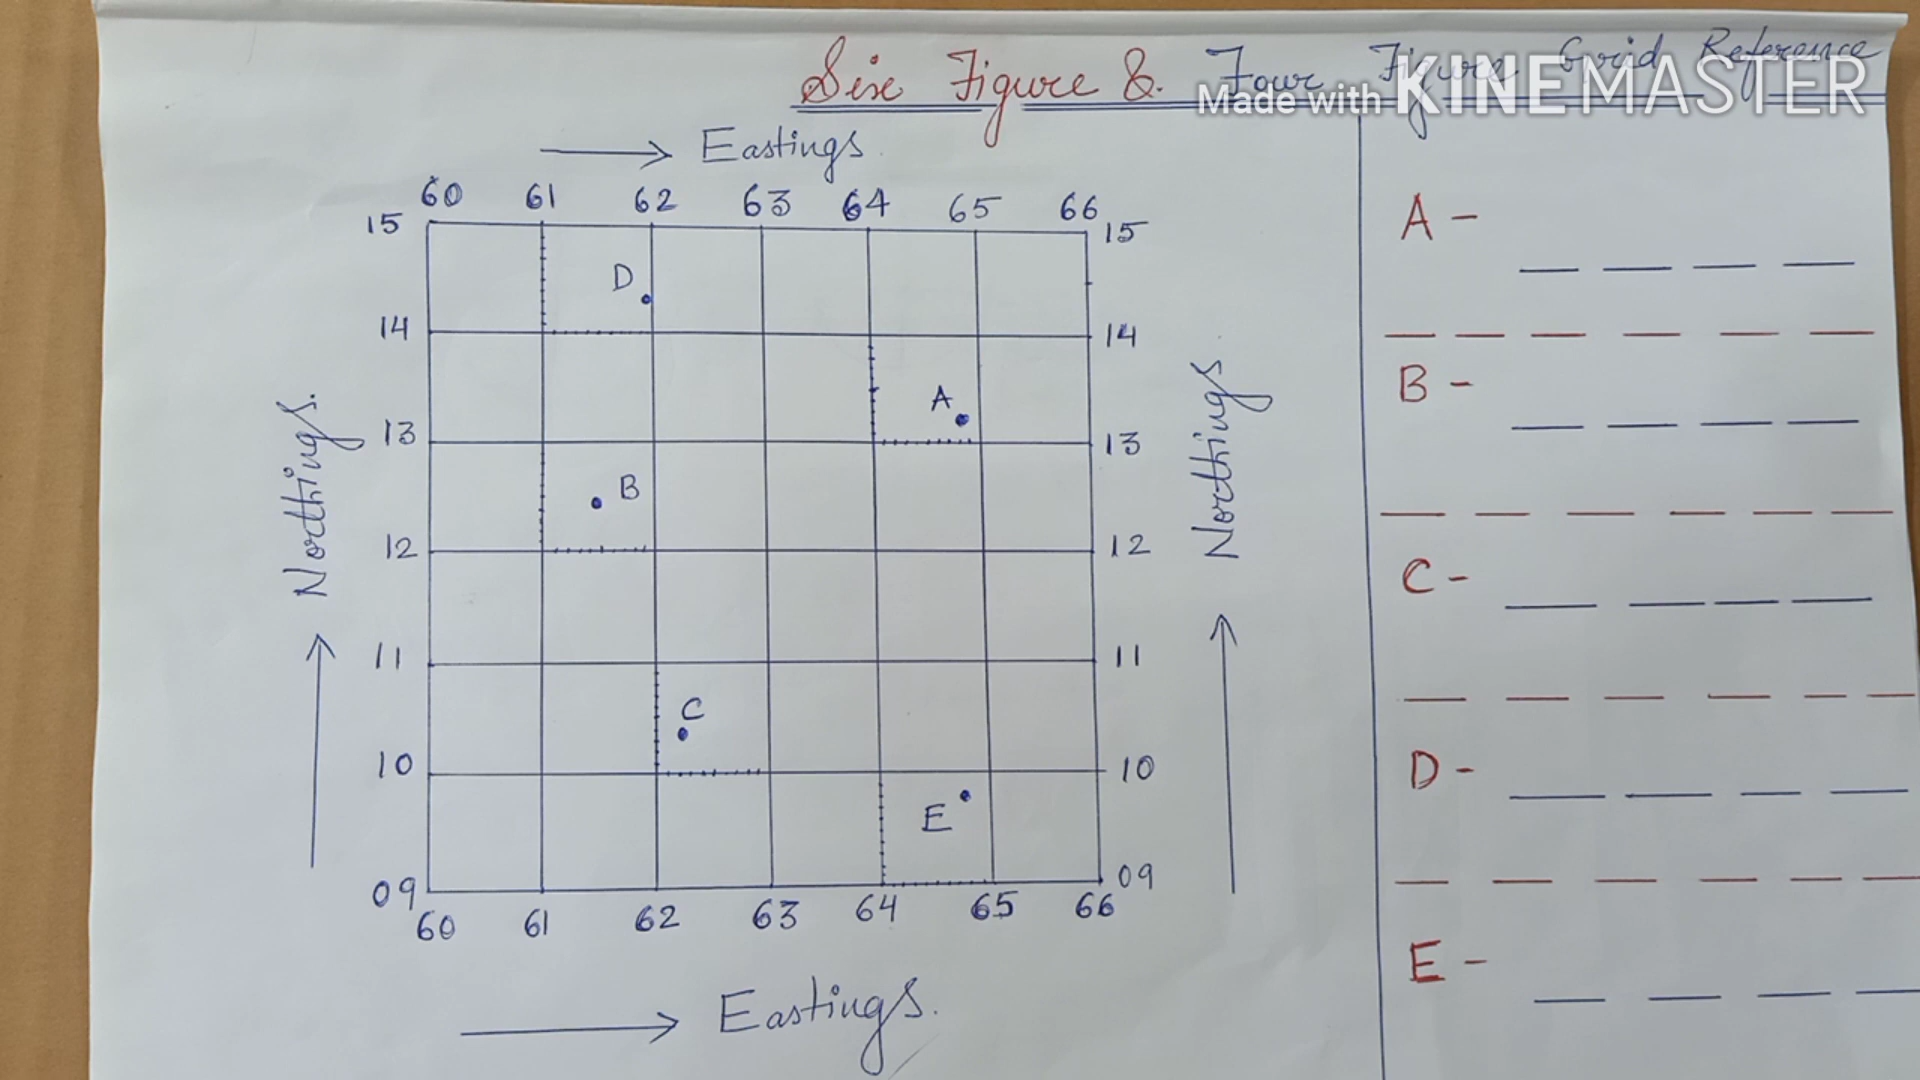 Six Figure & Four Figure Grid Reference
Made with KINEMASTER
Eastings
60 61 62 63 64 65 66
15 15
D
14 14
A
13 13
B
12 12
11 11
C
10 10
E
09 09
60 61 62 63 64 65 66
Eastings.
Northings.
Northings
A -
B -
C -
D -
E -